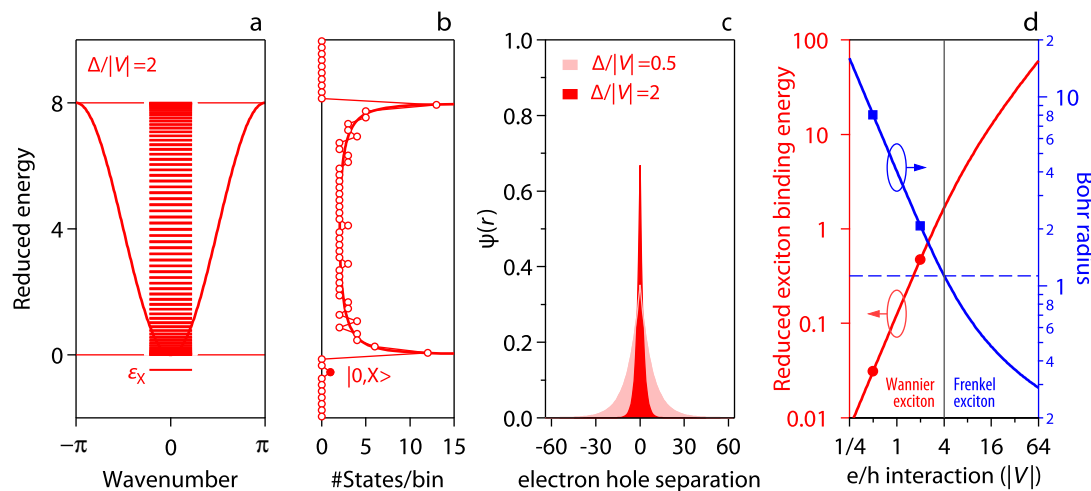 a
Δ/|V|=2
Reduced energy
8
4
0
εX
−π
0
π
Wavenumber
b
|0,X>
0
5
10
15
#States/bin
c
1.0
0.8
0.6
0.4
0.2
0.0
ψ(r)
Δ/|V|=0.5
Δ/|V|=2
-60
-30
0
30
60
electron hole separation
d
Reduced exciton binding energy
100
10
1
0.1
0.01
Wannier
exciton
Frenkel
exciton
2
10
8
6
4
2
1
8
6
4
2
Bohr radius
1/4
1
4
16
64
e/h interaction (|V|)